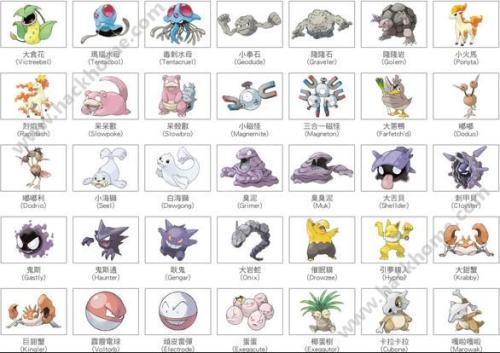 大食花 瑪瑙水母 毒刺水母 小拳石 隆隆石 隆隆岩 小火馬
(Victreebel) (Tentacool) (Tentacruel) (Geodude) (Graveler) (Golem) (Ponyta)
烈焰馬 呆呆獸 呆殼獸 小磁怪 三合一磁怪 大蔥鴨 嘟嘟
(Rapidash) (Slowpoke) (Slowbro) (Magnemite) (Magneton) (Farfetch'd) (Doduo)
嘟嘟利 小海獅 白海獅 臭泥 臭臭泥 大舌貝 刺甲貝
(Dodrio) (Seel) (Dewgong) (Grimer) (Muk) (Shellder) (Cloyster)
鬼斯 鬼斯通 耿鬼 大岩蛇 催眠貘 引夢貘 大鉗蟹
(Gastly) (Haunter) (Gengar) (Onix) (Drowzee) (Hypno) (Krabby)
巨鉗蟹 霹靂電球 頑皮雷彈 蛋蛋 椰蛋樹 卡拉卡拉 嘎啦嘎啦
(Kingler) (Voltorb) (Electrode) (Exeggcute) (Exeggutor) (Cubone) (Marowak)
www.hackhome.com